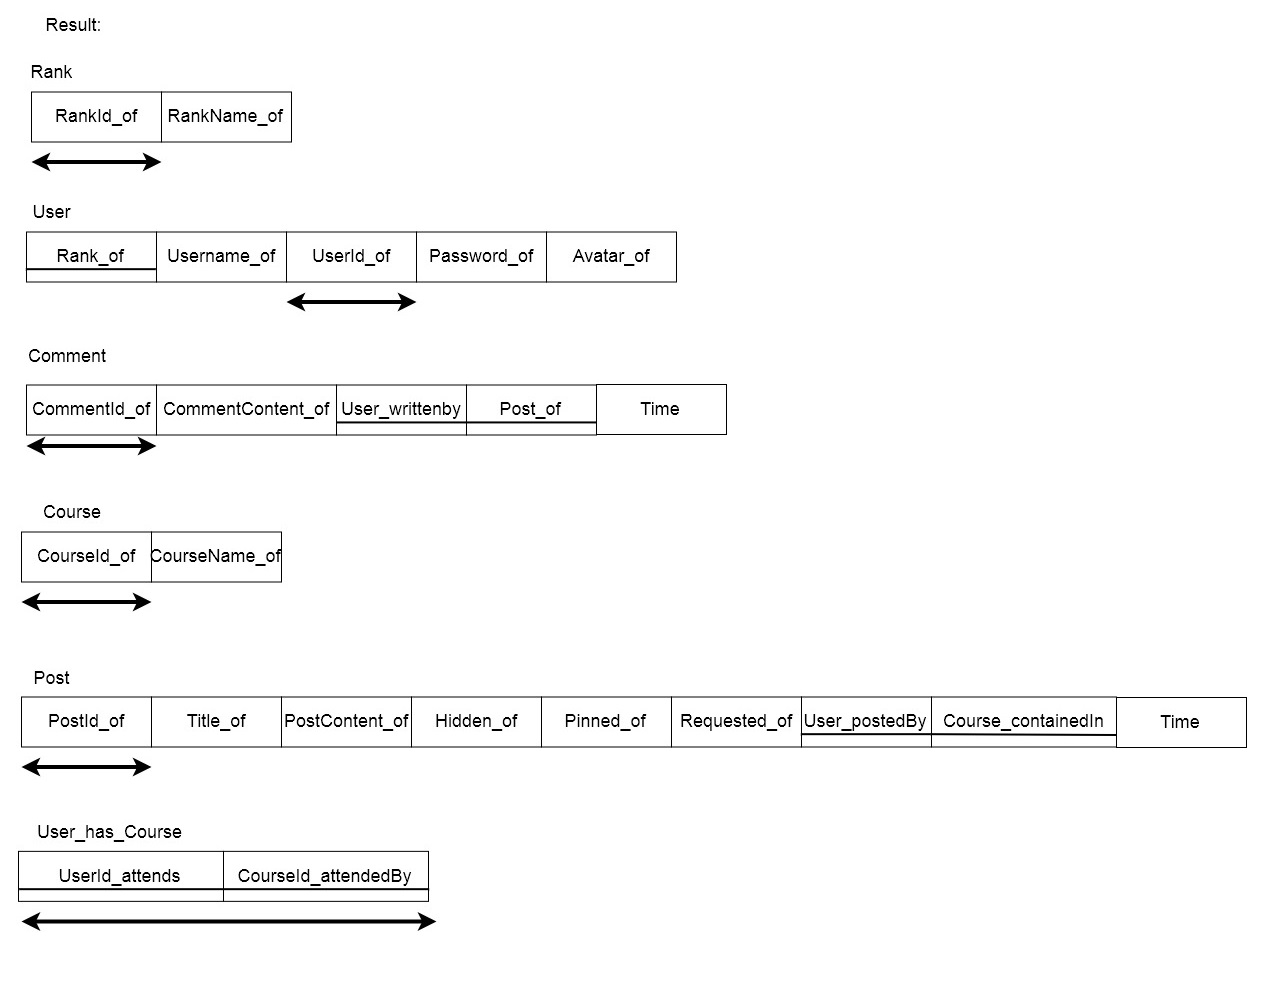 Result:
Rank
RankId_of RankName_of
User
Rank_of Username_of UserId_of Password_of Avatar_of
Comment
CommentId_of CommentContent_of User_writtenby Post_of Time
Course
CourseId_of CourseName_of
Post
PostId_of Title_of PostContent_of Hidden_of Pinned_of Requested_of User_postedBy Course_containedIn Time
User_has_Course
UserId_attends CourseId_attendedBy